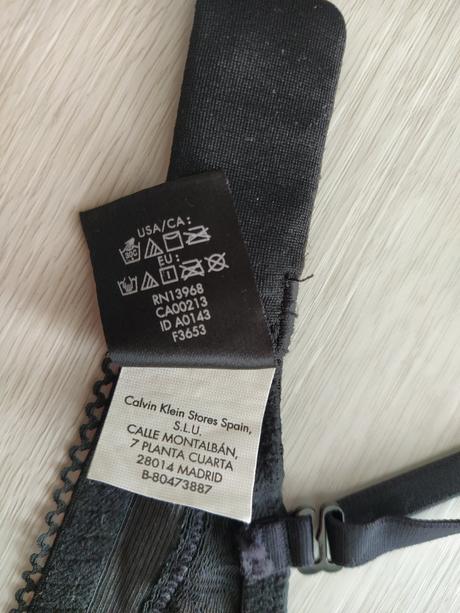 USA/CA:
30C
EU:
RN13968
CA00213
ID A0143
F3653
Calvin Klein Stores Spain,
S.L.U.
CALLE MONTALBÁN,
7 PLANTA CUARTA
28014 MADRID
B-80473887